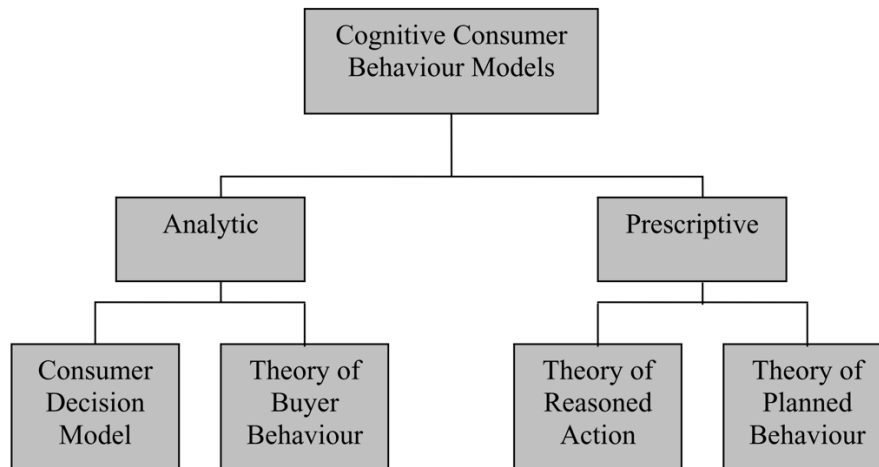 Cognitive Consumer
Behaviour Models
Analytic
Prescriptive
Consumer
Decision
Model
Theory of
Buyer
Behaviour
Theory of
Reasoned
Action
Theory of
Planned
Behaviour